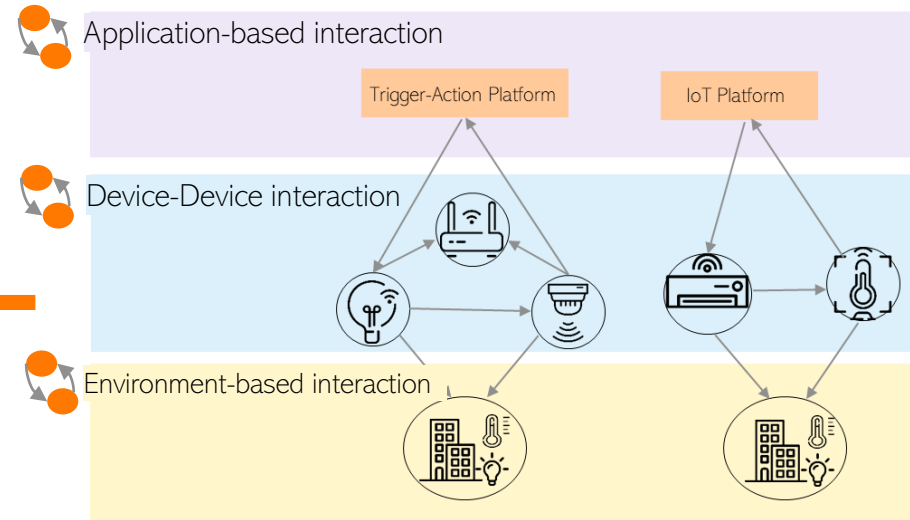 Application-based interaction
Trigger-Action Platform
IoT Platform
Device-Device interaction
Environment-based interaction